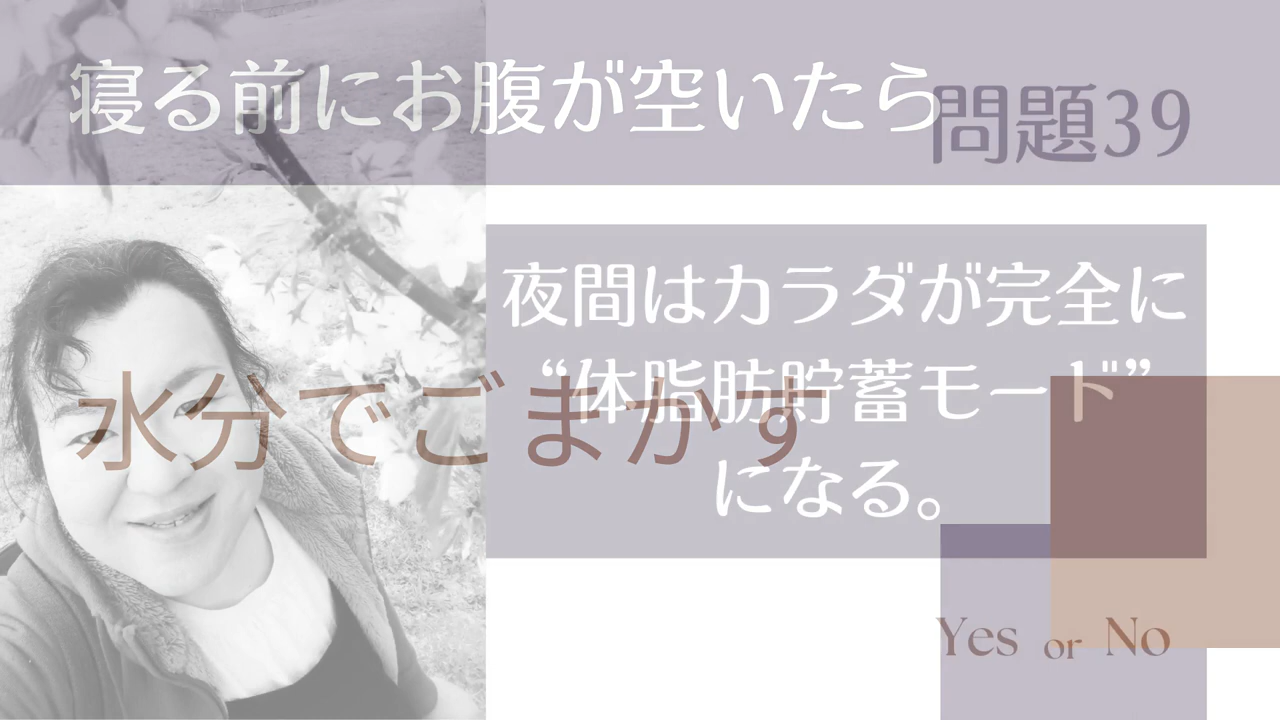 寝る前にお腹が空いたら
問題39
夜間はカラダが完全に
“体脂肪貯蓄モード”
になる。
水分でごまかす
Yes or No